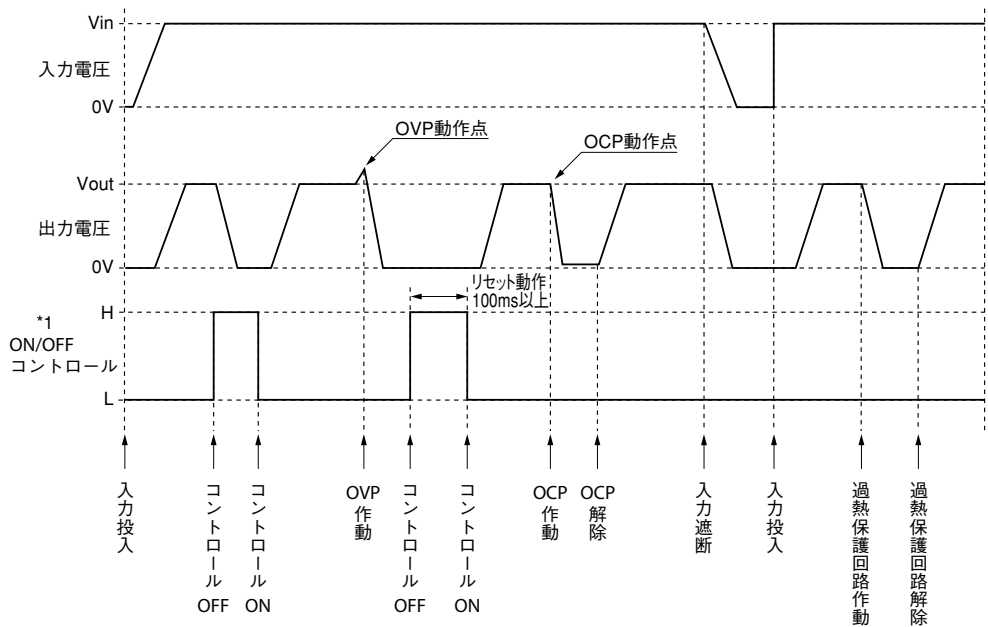 Vin
入力電圧
0V
OVP動作点
OCP動作点
Vout
出力電圧
0V
リセット動作
100ms以上
H
*1
ON/OFF
コントロール
L
入力投入
コントロールOFF
コントロールON
OVP作動
コントロールOFF
コントロールON
OCP作動
OCP解除
入力遮断
入力投入
過熱保護回路作動
過熱保護回路解除